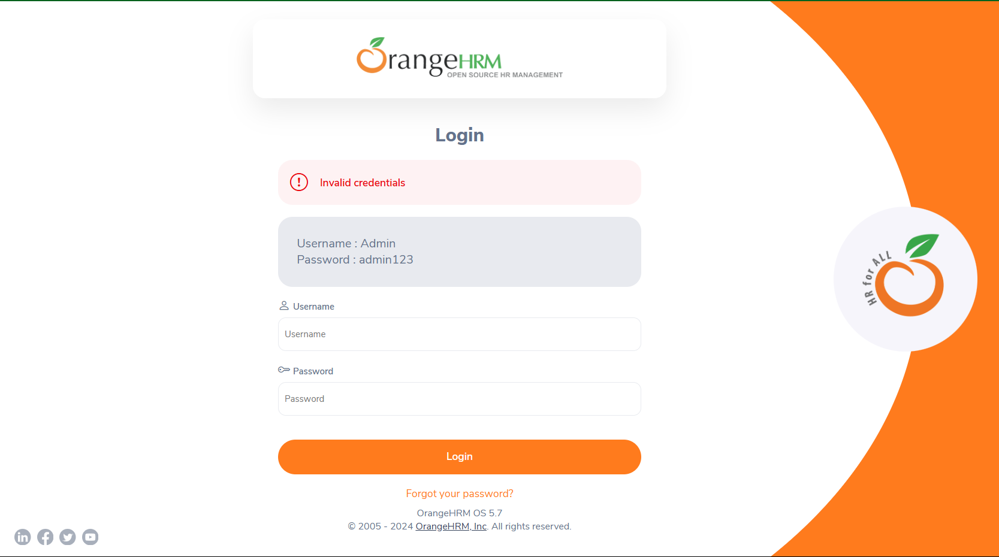 OrangeHRM
OPEN SOURCE HR MANAGEMENT
Login
Invalid credentials
Username : Admin
Password : admin123
Username
Username
Password
Password
Login
Forgot your password?
OrangeHRM OS 5.7
© 2005 - 2024 OrangeHRM, Inc. All rights reserved.
HR for ALL